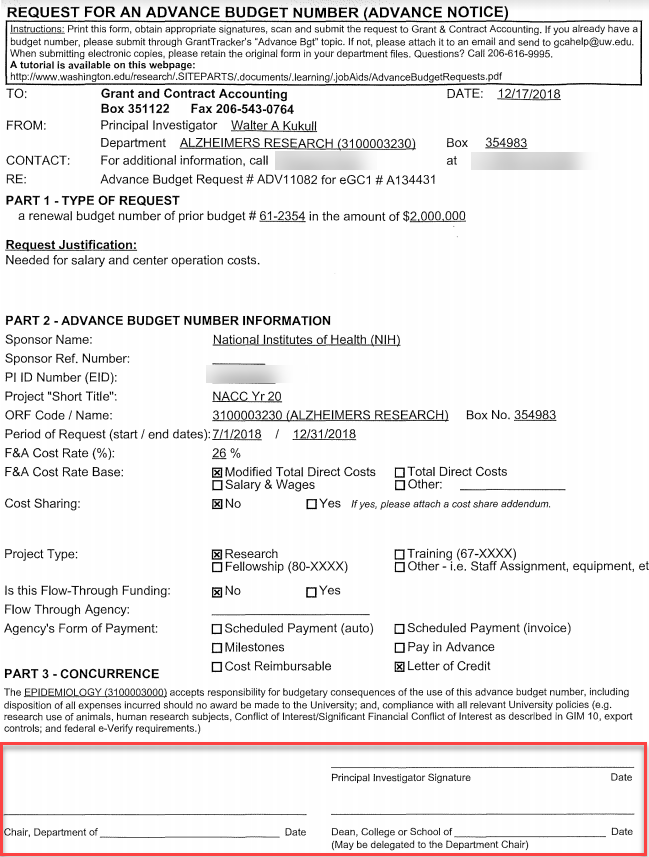 REQUEST FOR AN ADVANCE BUDGET NUMBER (ADVANCE NOTICE)
Instructions: Print this form, obtain appropriate signatures, scan and submit the request to Grant & Contract Accounting. If you already have a
budget number, please submit through GrantTracker's "Advance Bgt" topic. If not, please attach it to an email and send to gcahelp@uw.edu.
When submitting electronic copies, please retain the original form in your department files. Questions? Call 206-616-9995.
A tutorial is available on this webpage:
http://www.washington.edu/research/.SITEPARTS/.documents/.learning/.jobAids/AdvanceBudgetRequests.pdf
TO: Grant and Contract Accounting DATE: 12/17/2018
Box 351122 Fax 206-543-0764
FROM: Principal Investigator Walter A Kukull
Department ALZHEIMERS RESEARCH (3100003230) Box 354983
CONTACT: For additional information, call at
RE: Advance Budget Request # ADV11082 for eGC1 # A134431
PART 1 - TYPE OF REQUEST
a renewal budget number of prior budget # 61-2354 in the amount of $2,000,000
Request Justification:
Needed for salary and center operation costs.
PART 2 - ADVANCE BUDGET NUMBER INFORMATION
Sponsor Name: National Institutes of Health (NIH)
Sponsor Ref. Number:
PI ID Number (EID):
Project "Short Title": NACC Yr 20
ORF Code / Name: 3100003230 (ALZHEIMERS RESEARCH) Box No. 354983
Period of Request (start / end dates): 7/1/2018 / 12/31/2018
F&A Cost Rate (%): 26 %
F&A Cost Rate Base: ☒ Modified Total Direct Costs ☐ Total Direct Costs
☐ Salary & Wages ☐ Other:
Cost Sharing: ☒ No ☐ Yes If yes, please attach a cost share addendum.
Project Type: ☒ Research ☐ Training (67-XXXX)
☐ Fellowship (80-XXXX) ☐ Other - i.e. Staff Assignment, equipment, et
Is this Flow-Through Funding: ☒ No ☐ Yes
Flow Through Agency:
Agency's Form of Payment: ☐ Scheduled Payment (auto) ☐ Scheduled Payment (invoice)
☐ Milestones ☐ Pay in Advance
☐ Cost Reimbursable ☒ Letter of Credit
PART 3 - CONCURRENCE
The EPIDEMIOLOGY (3100003000) accepts responsibility for budgetary consequences of the use of this advance budget number, including
disposition of all expenses incurred should no award be made to the University; and, compliance with all relevant University policies (e.g.
research use of animals, human research subjects, Conflict of Interest/Significant Financial Conflict of Interest as described in GIM 10, export
controls; and federal e-Verify requirements.)
Principal Investigator Signature Date
Chair, Department of Date Dean, College or School of Date
(May be delegated to the Department Chair)